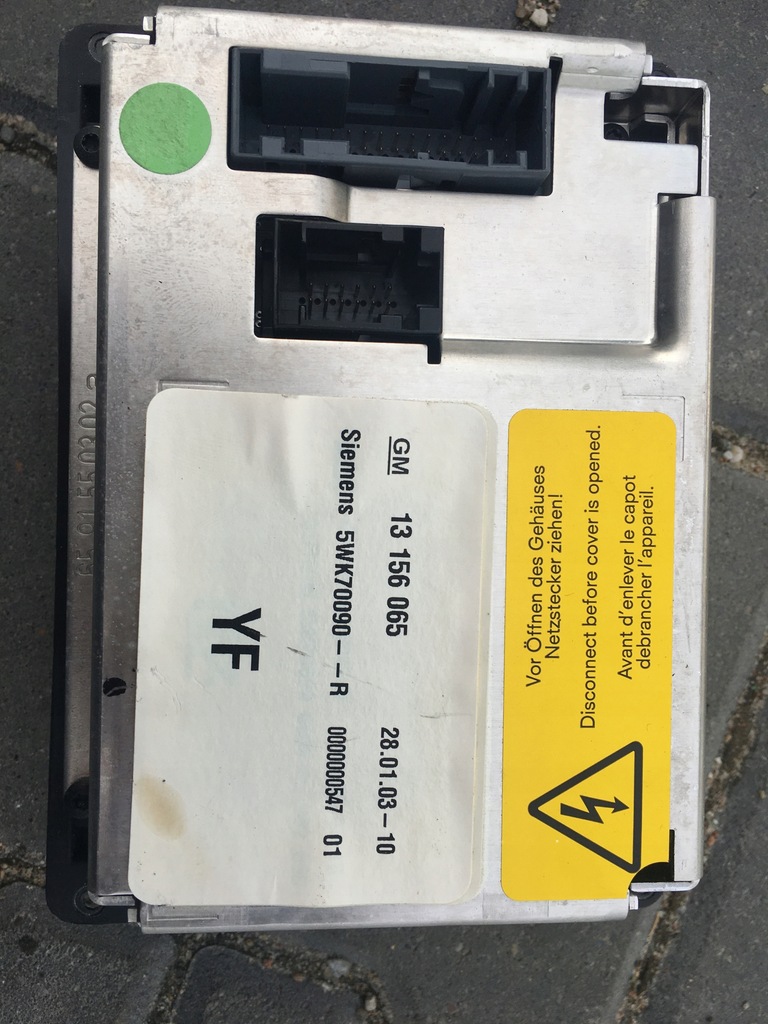 GM 13 156 065 28.01.03-10
Siemens 5WK70090--R 0000000547 01
YF
Vor Öffnen des Gehäuses
Netzstecker ziehen!
Disconnect before cover is opened.
Avant d'enlever le capot
debrancher l'appareil.